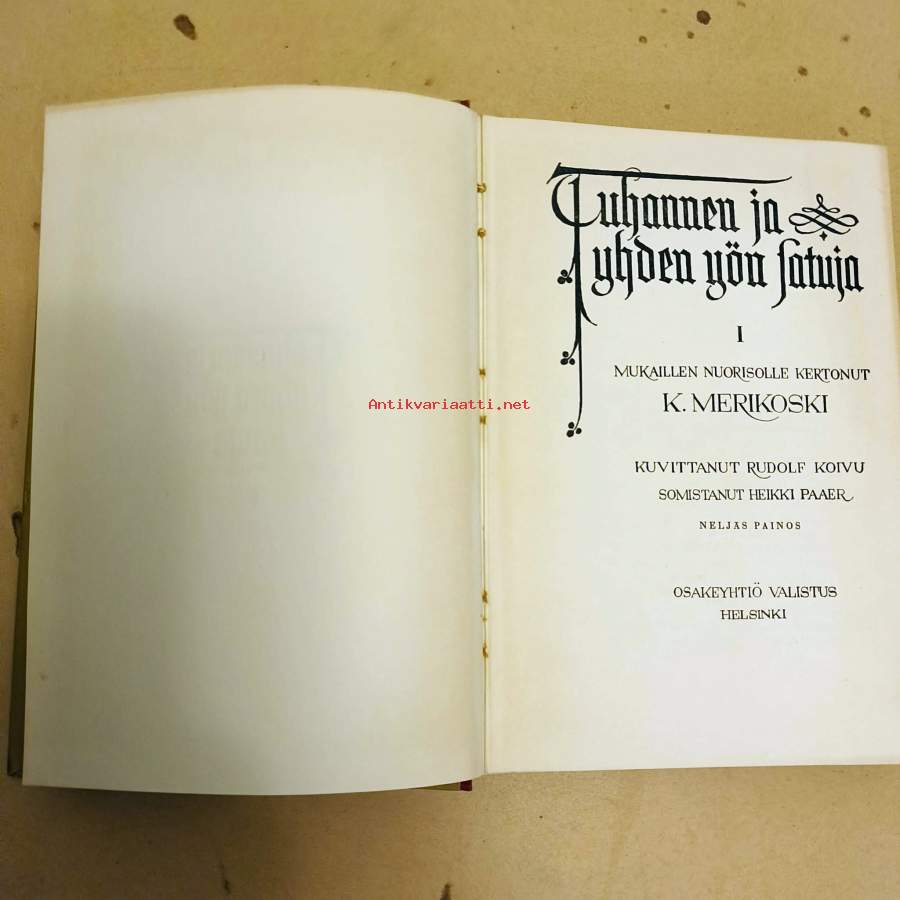 Tuhannen ja
yhden yön satuja
I
MUKAILLEN NUORISOLLE KERTONUT
K. MERIKOSKI
Antikvariaatti.net
KUVITTANUT RUDOLF KOIVU
SOMISTANUT HEIKKI PAAER
NELJÄS PAINOS
OSAKEYHTIÖ VALISTUS
HELSINKI